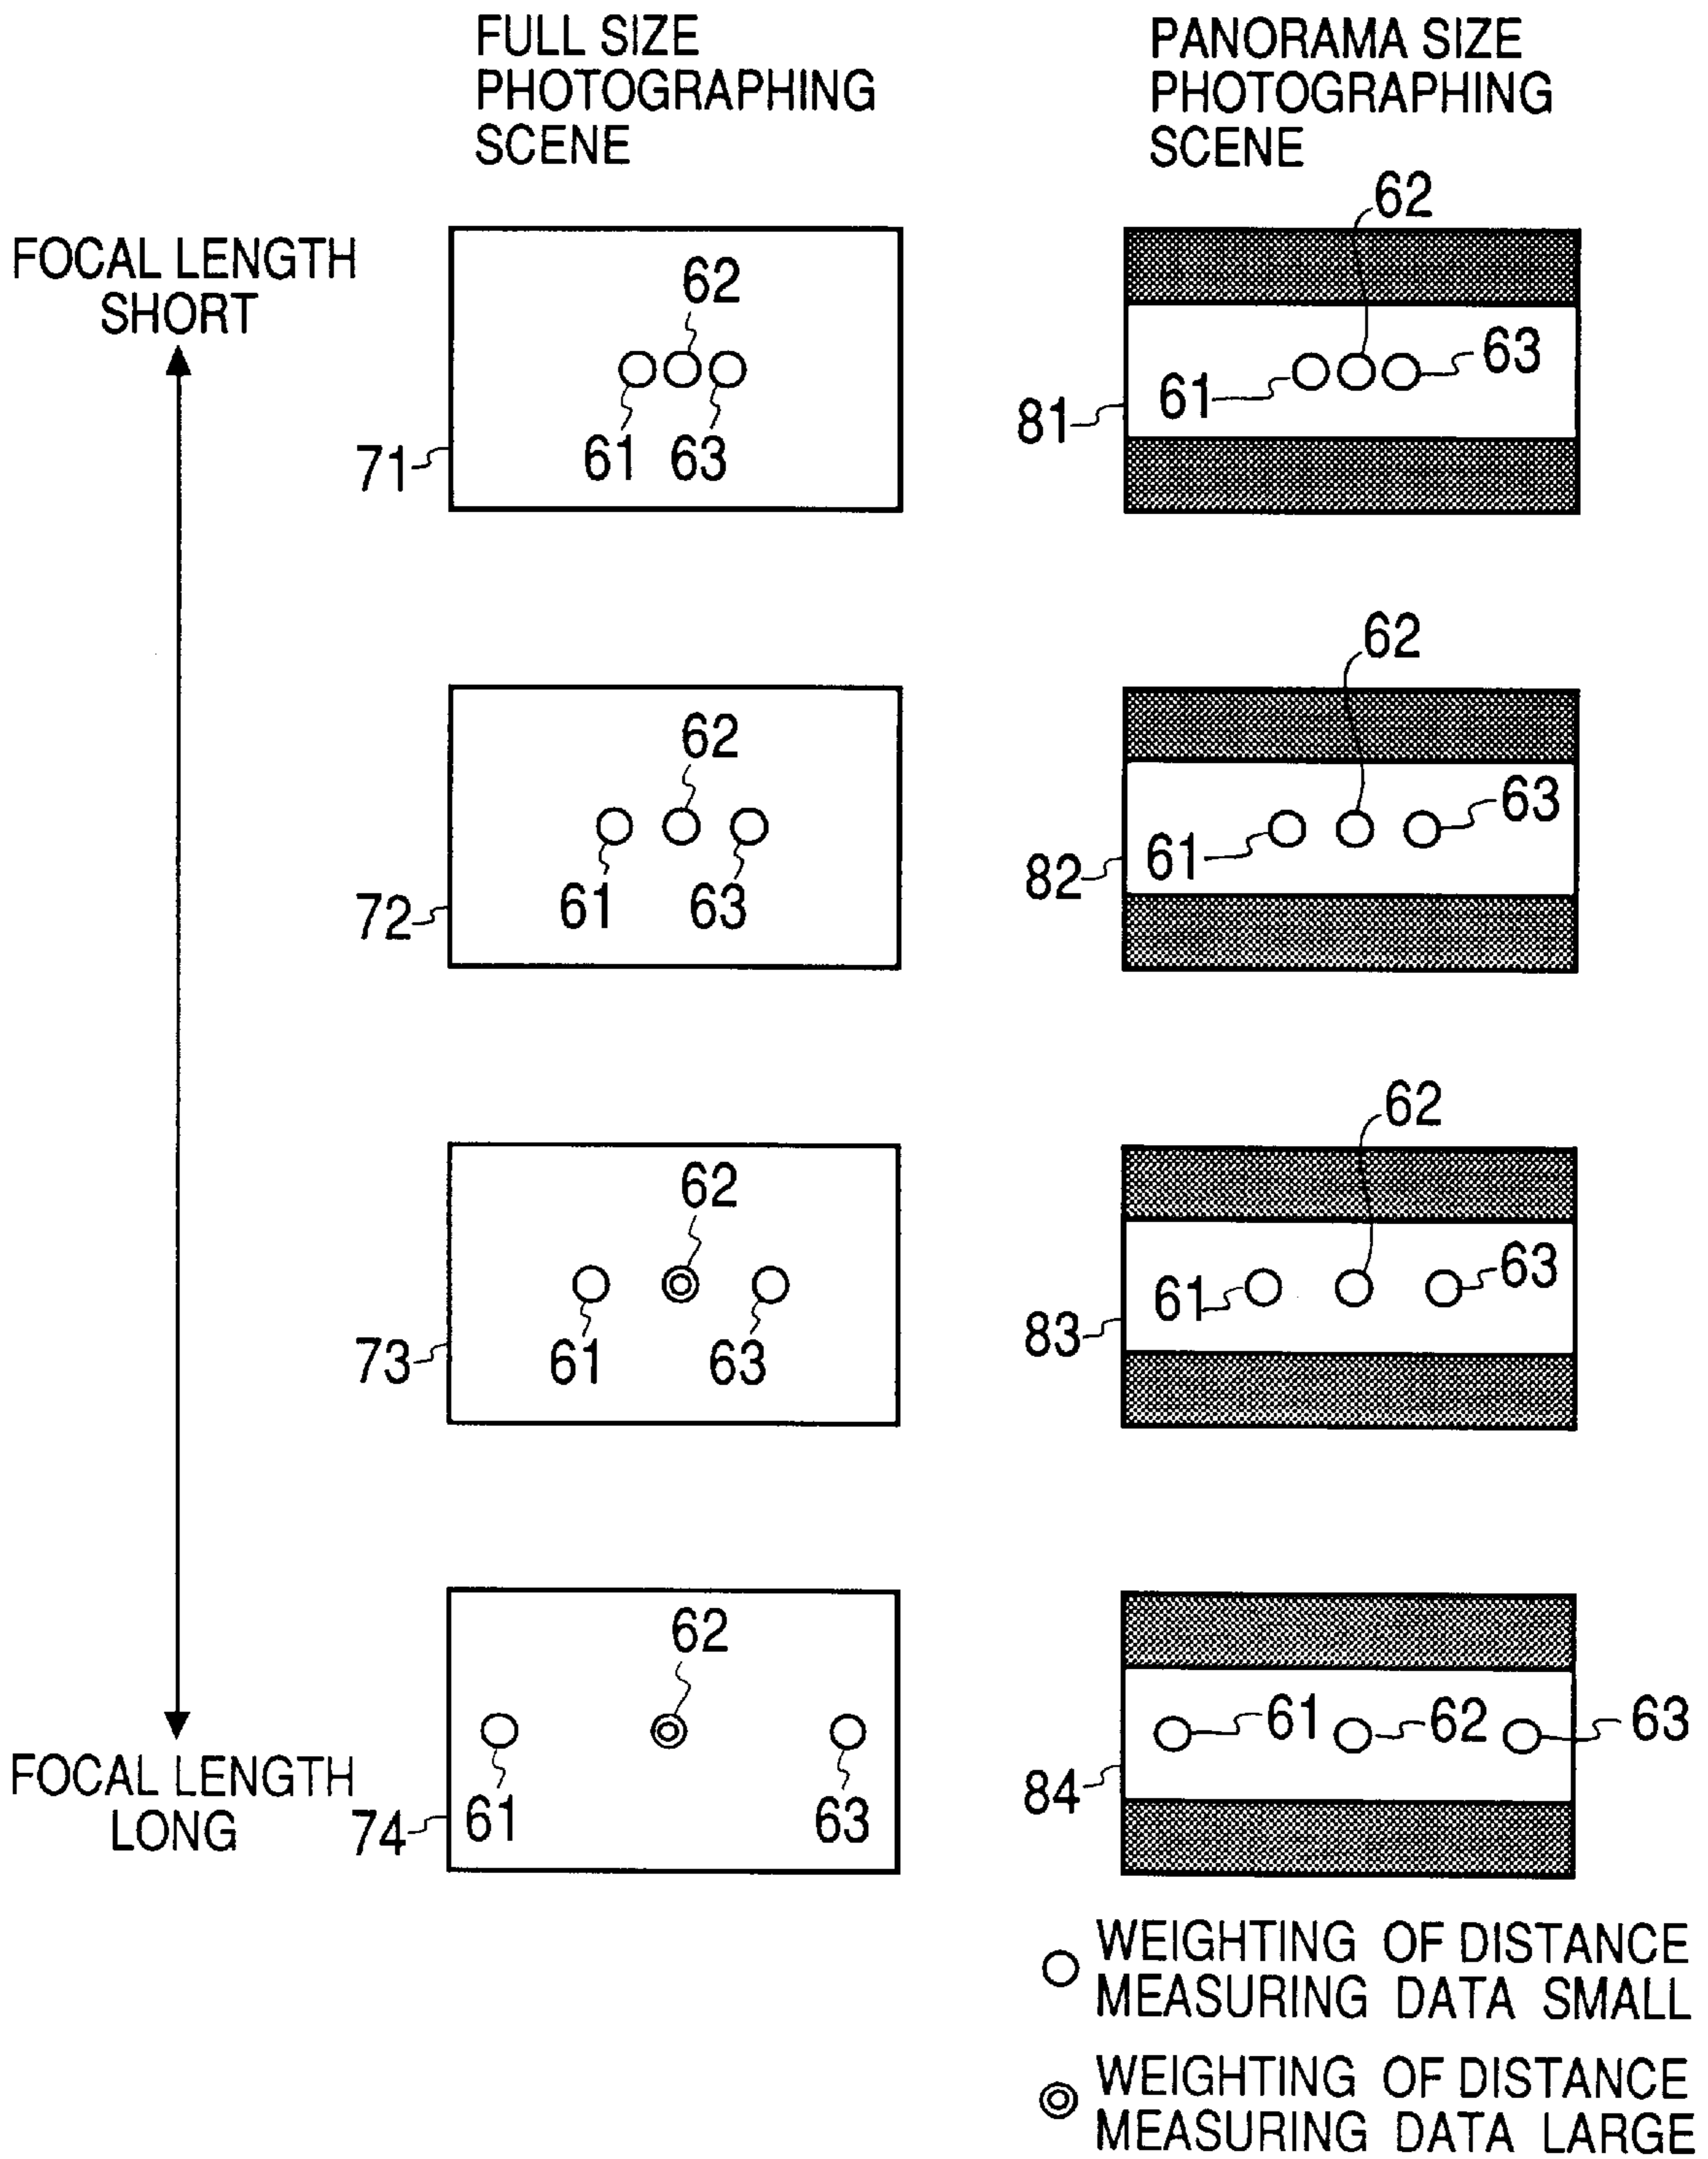 FULL SIZE
PHOTOGRAPHING
SCENE
PANORAMA SIZE
PHOTOGRAPHING
SCENE
FOCAL LENGTH
SHORT
62
61
63
71
62
61
63
81
62
61
63
72
62
61
63
82
62
61
63
73
62
61
63
83
62
61
63
74
61
62
63
84
FOCAL LENGTH
LONG
WEIGHTING OF DISTANCE
MEASURING DATA SMALL
WEIGHTING OF DISTANCE
MEASURING DATA LARGE